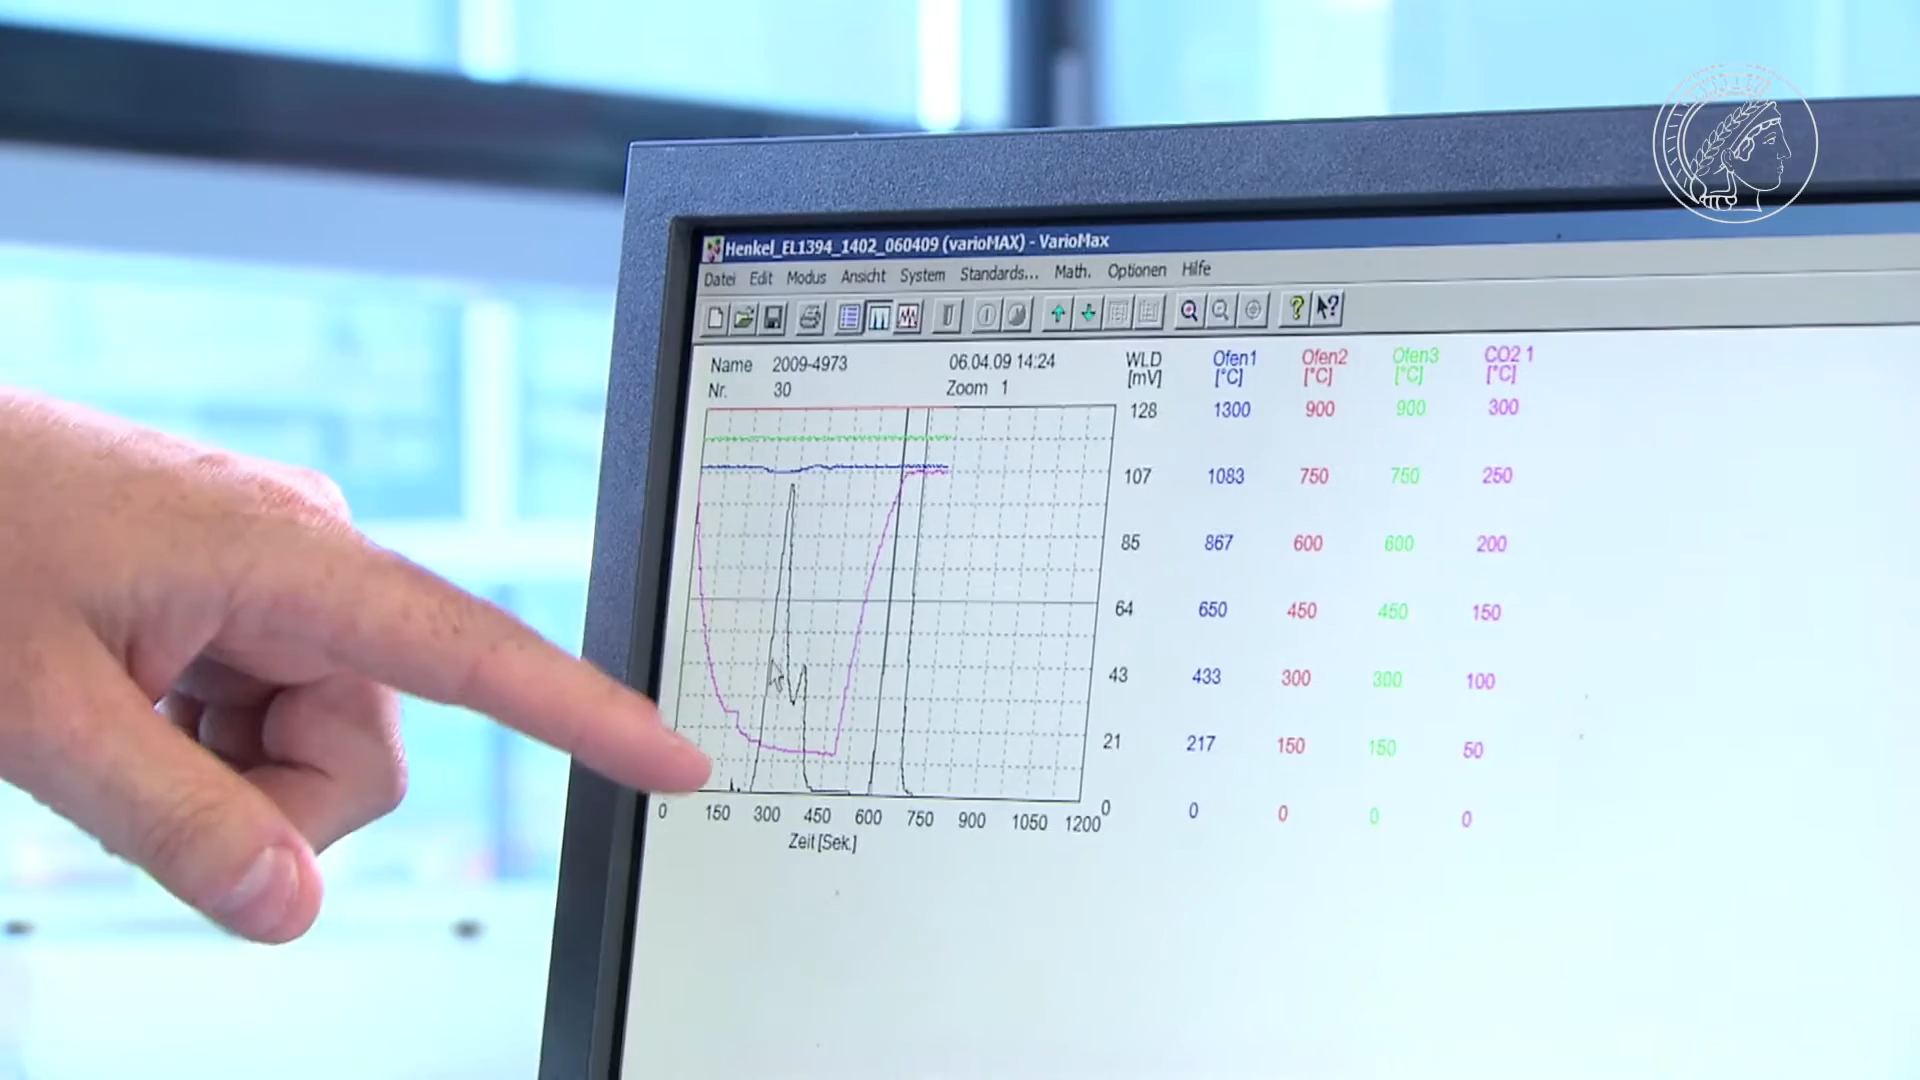 Henkel_EL1394_1402_060409 (varioMAX) - VarioMax
Datei Edit Modus Ansicht System Standards... Math. Optionen Hilfe
Name 2009-4973 06.04.09 14:24
Nr. 30 Zoom 1
WLD Ofen1 Ofen2 Ofen3 CO2 1
[mV] [°C] [°C] [°C] [°C]
128 1300 900 900 300
107 1083 750 750 250
85 867 600 600 200
64 650 450 450 150
43 433 300 300 100
21 217 150 150 50
0 0 0 0 0
0 150 300 450 600 750 900 1050 1200
Zeit [Sek.]